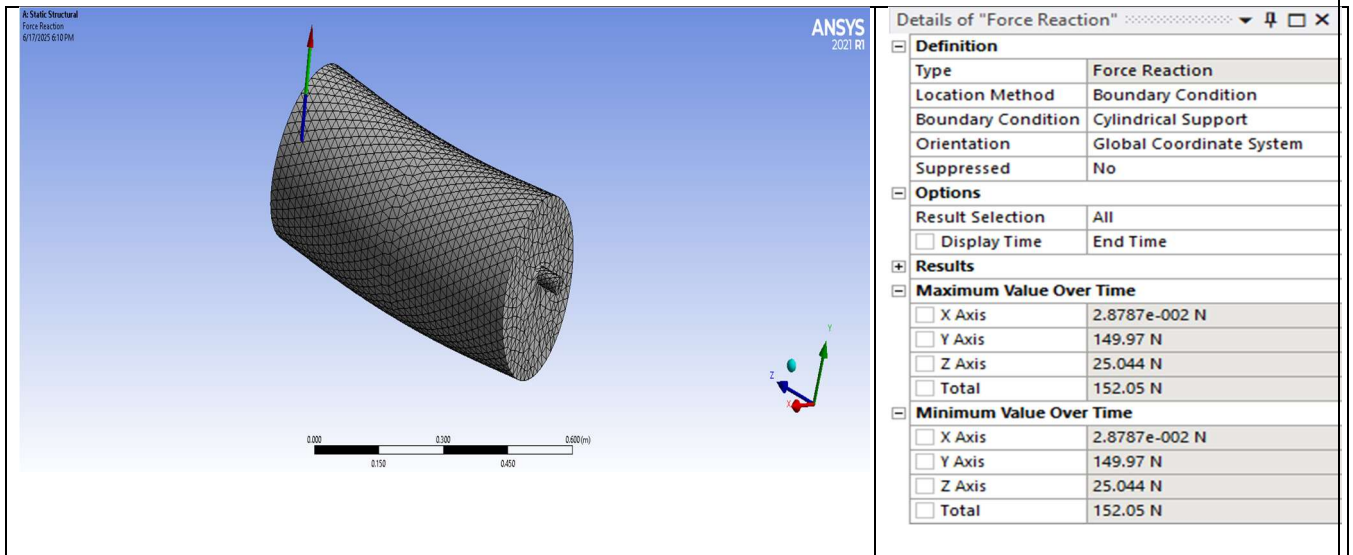 A: Static Structural
Force Reaction
6/17/2025 6:10 PM
ANSYS
2021 R1
Y
Z
X
0.000 0.300 0.600 (m)
0.150 0.450
Details of "Force Reaction"
Definition
Type Force Reaction
Location Method Boundary Condition
Boundary Condition Cylindrical Support
Orientation Global Coordinate System
Suppressed No
Options
Result Selection All
Display Time End Time
Results
Maximum Value Over Time
X Axis 2.8787e-002 N
Y Axis 149.97 N
Z Axis 25.044 N
Total 152.05 N
Minimum Value Over Time
X Axis 2.8787e-002 N
Y Axis 149.97 N
Z Axis 25.044 N
Total 152.05 N